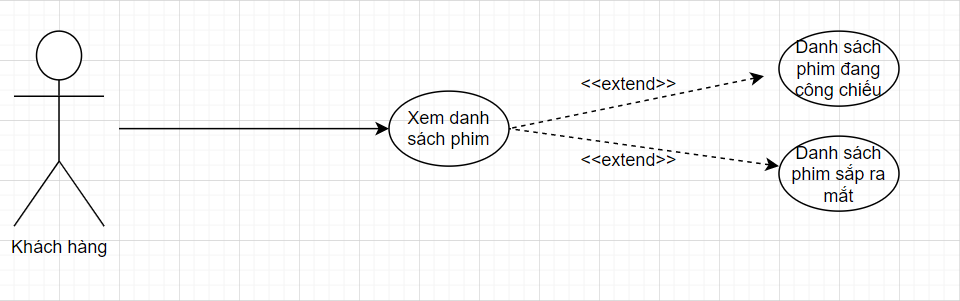 Danh sách
phim đang
công chiếu
<<extend>>
Xem danh
sách phim
<<extend>>
Danh sách
phim sắp ra
mắt
Khách hàng